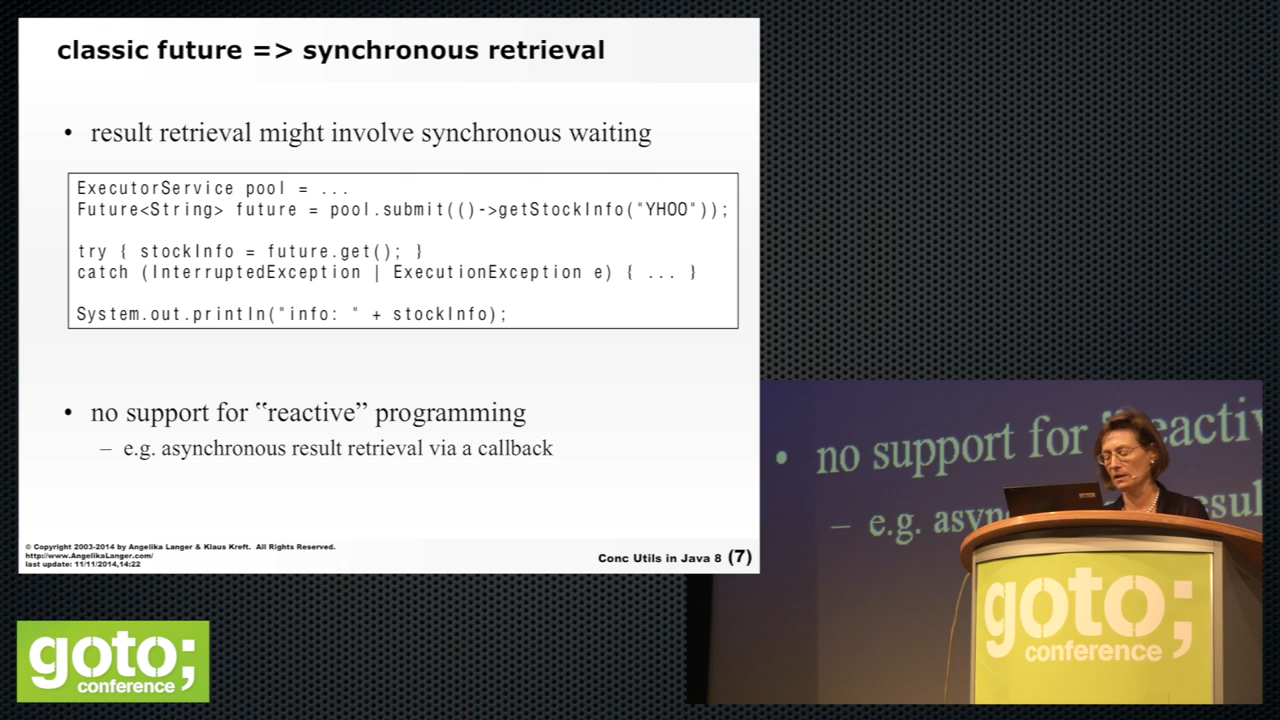 classic future => synchronous retrieval
• result retrieval might involve synchronous waiting
ExecutorService pool = ...
Future<String> future = pool.submit(()->getStockInfo("YHOO"));
try { stockInfo = future.get(); }
catch (InterruptedException | ExecutionException e) { ... }
System.out.println("info: " + stockInfo);
• no support for “reactive” programming
– e.g. asynchronous result retrieval via a callback
© Copyright 2003-2014 by Angelika Langer & Klaus Kreft. All Rights Reserved.
http://www.AngelikaLanger.com/
last update: 11/11/2014,14:22
Conc Utils in Java 8 (7)
• no support for "reactiv
– e.g. asyn
esul
goto;
conference
goto;
conference